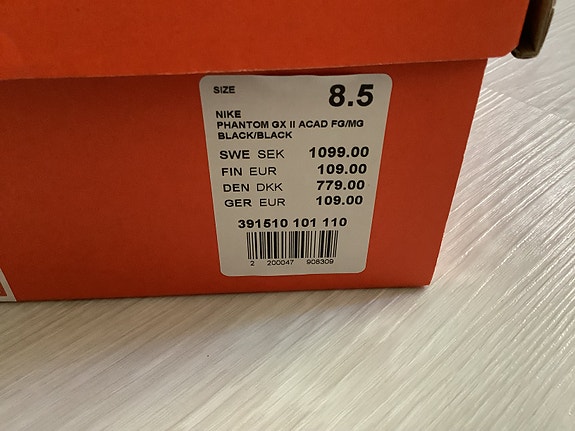 SIZE 8.5
NIKE
PHANTOM GX II ACAD FG/MG
BLACK/BLACK
SWE SEK 1099.00
FIN EUR 109.00
DEN DKK 779.00
GER EUR 109.00
391510 101 110
2 200047 908309